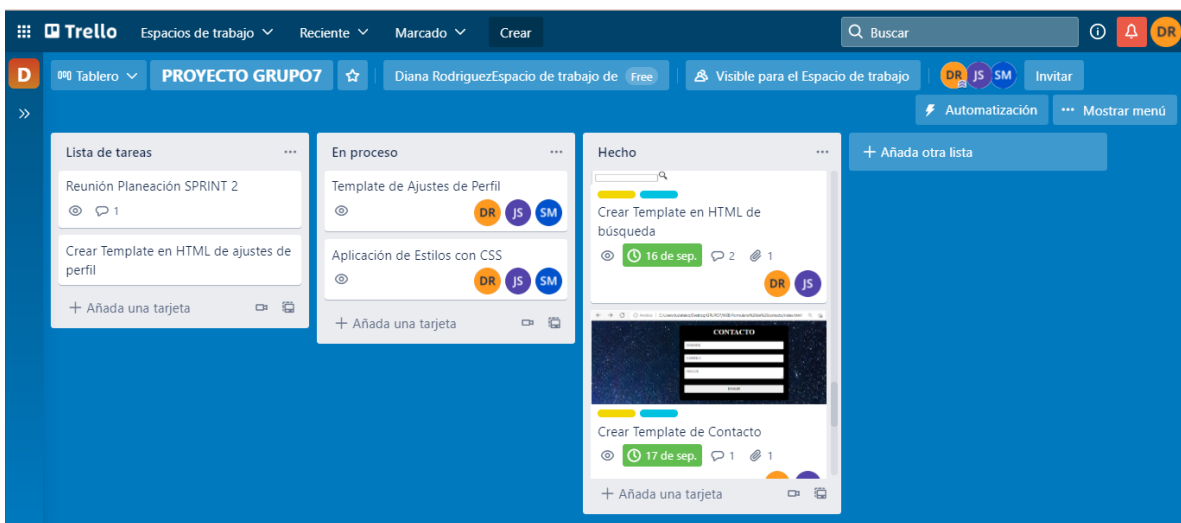 Trello
Espacios de trabajo
Reciente
Marcado
Crear
Buscar
DR
D
Tablero
PROYECTO GRUPO7
Diana RodriguezEspacio de trabajo de Free
Visible para el Espacio de trabajo
DR JS SM
Invitar
Automatización
Mostrar menú
Lista de tareas
Reunión Planeación SPRINT 2
1
Crear Template en HTML de ajustes de
perfil
+ Añada una tarjeta
En proceso
Template de Ajustes de Perfil
DR JS SM
Aplicación de Estilos con CSS
DR JS SM
+ Añada una tarjeta
Hecho
Crear Template en HTML de
búsqueda
16 de sep. 2 1
DR JS
CONTACTO
Crear Template de Contacto
17 de sep. 1 1
+ Añada una tarjeta
+ Añada otra lista